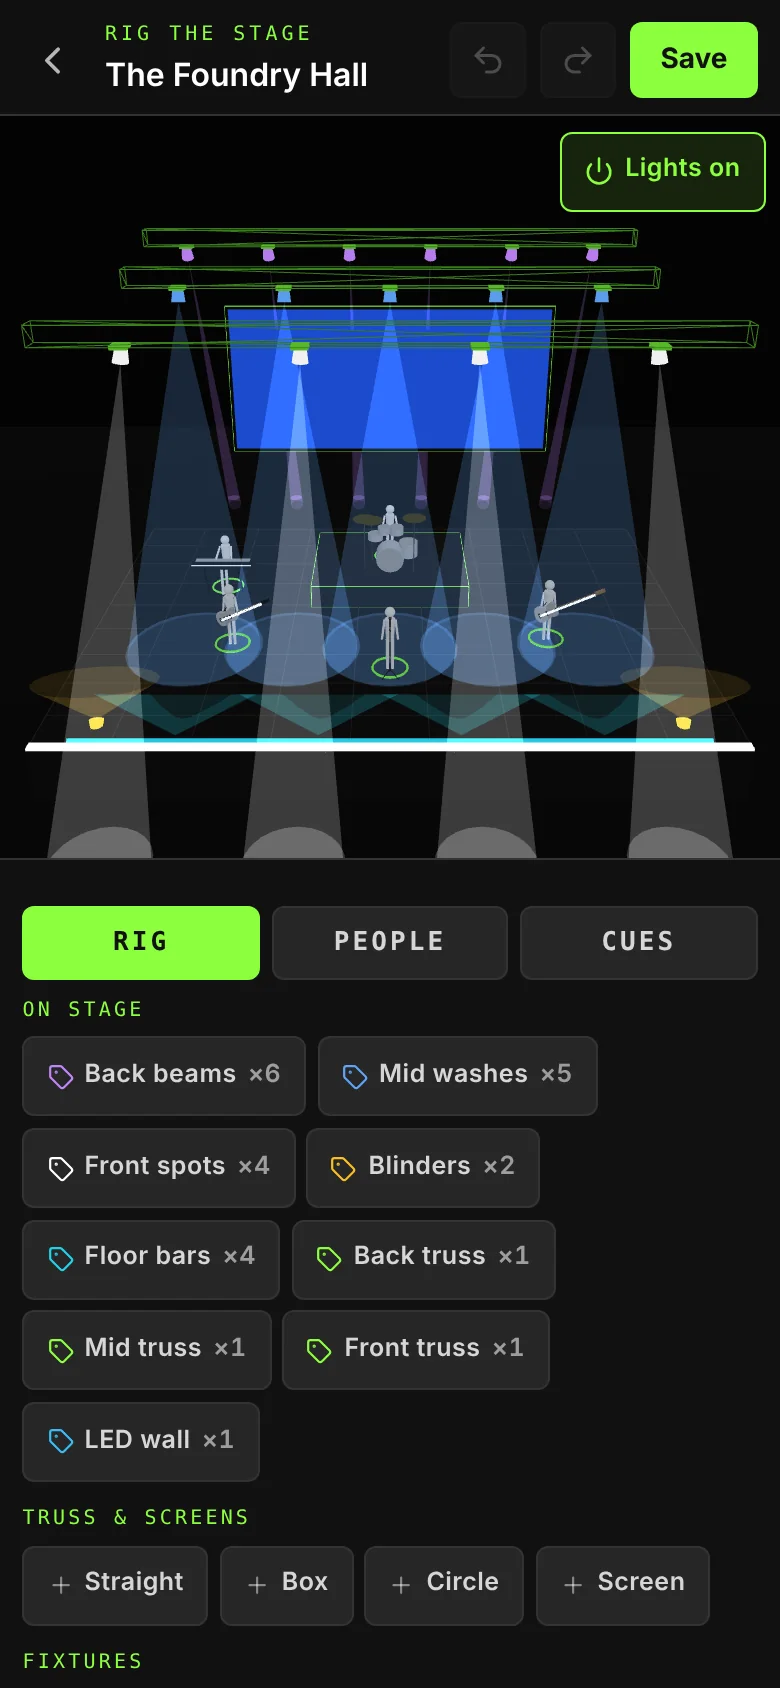 RIG THE STAGE
The Foundry Hall
Save
Lights on
RIG PEOPLE CUES
ON STAGE
Back beams ×6 Mid washes ×5
Front spots ×4 Blinders ×2
Floor bars ×4 Back truss ×1
Mid truss ×1 Front truss ×1
LED wall ×1
TRUSS & SCREENS
+ Straight + Box + Circle + Screen
FIXTURES